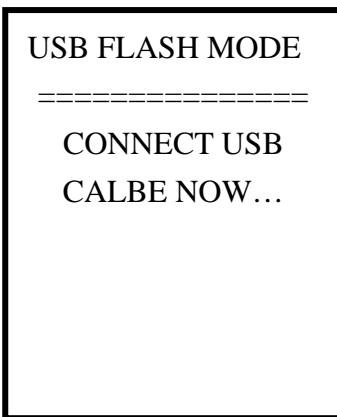 USB FLASH MODE
===============
CONNECT USB
CALBE NOW…